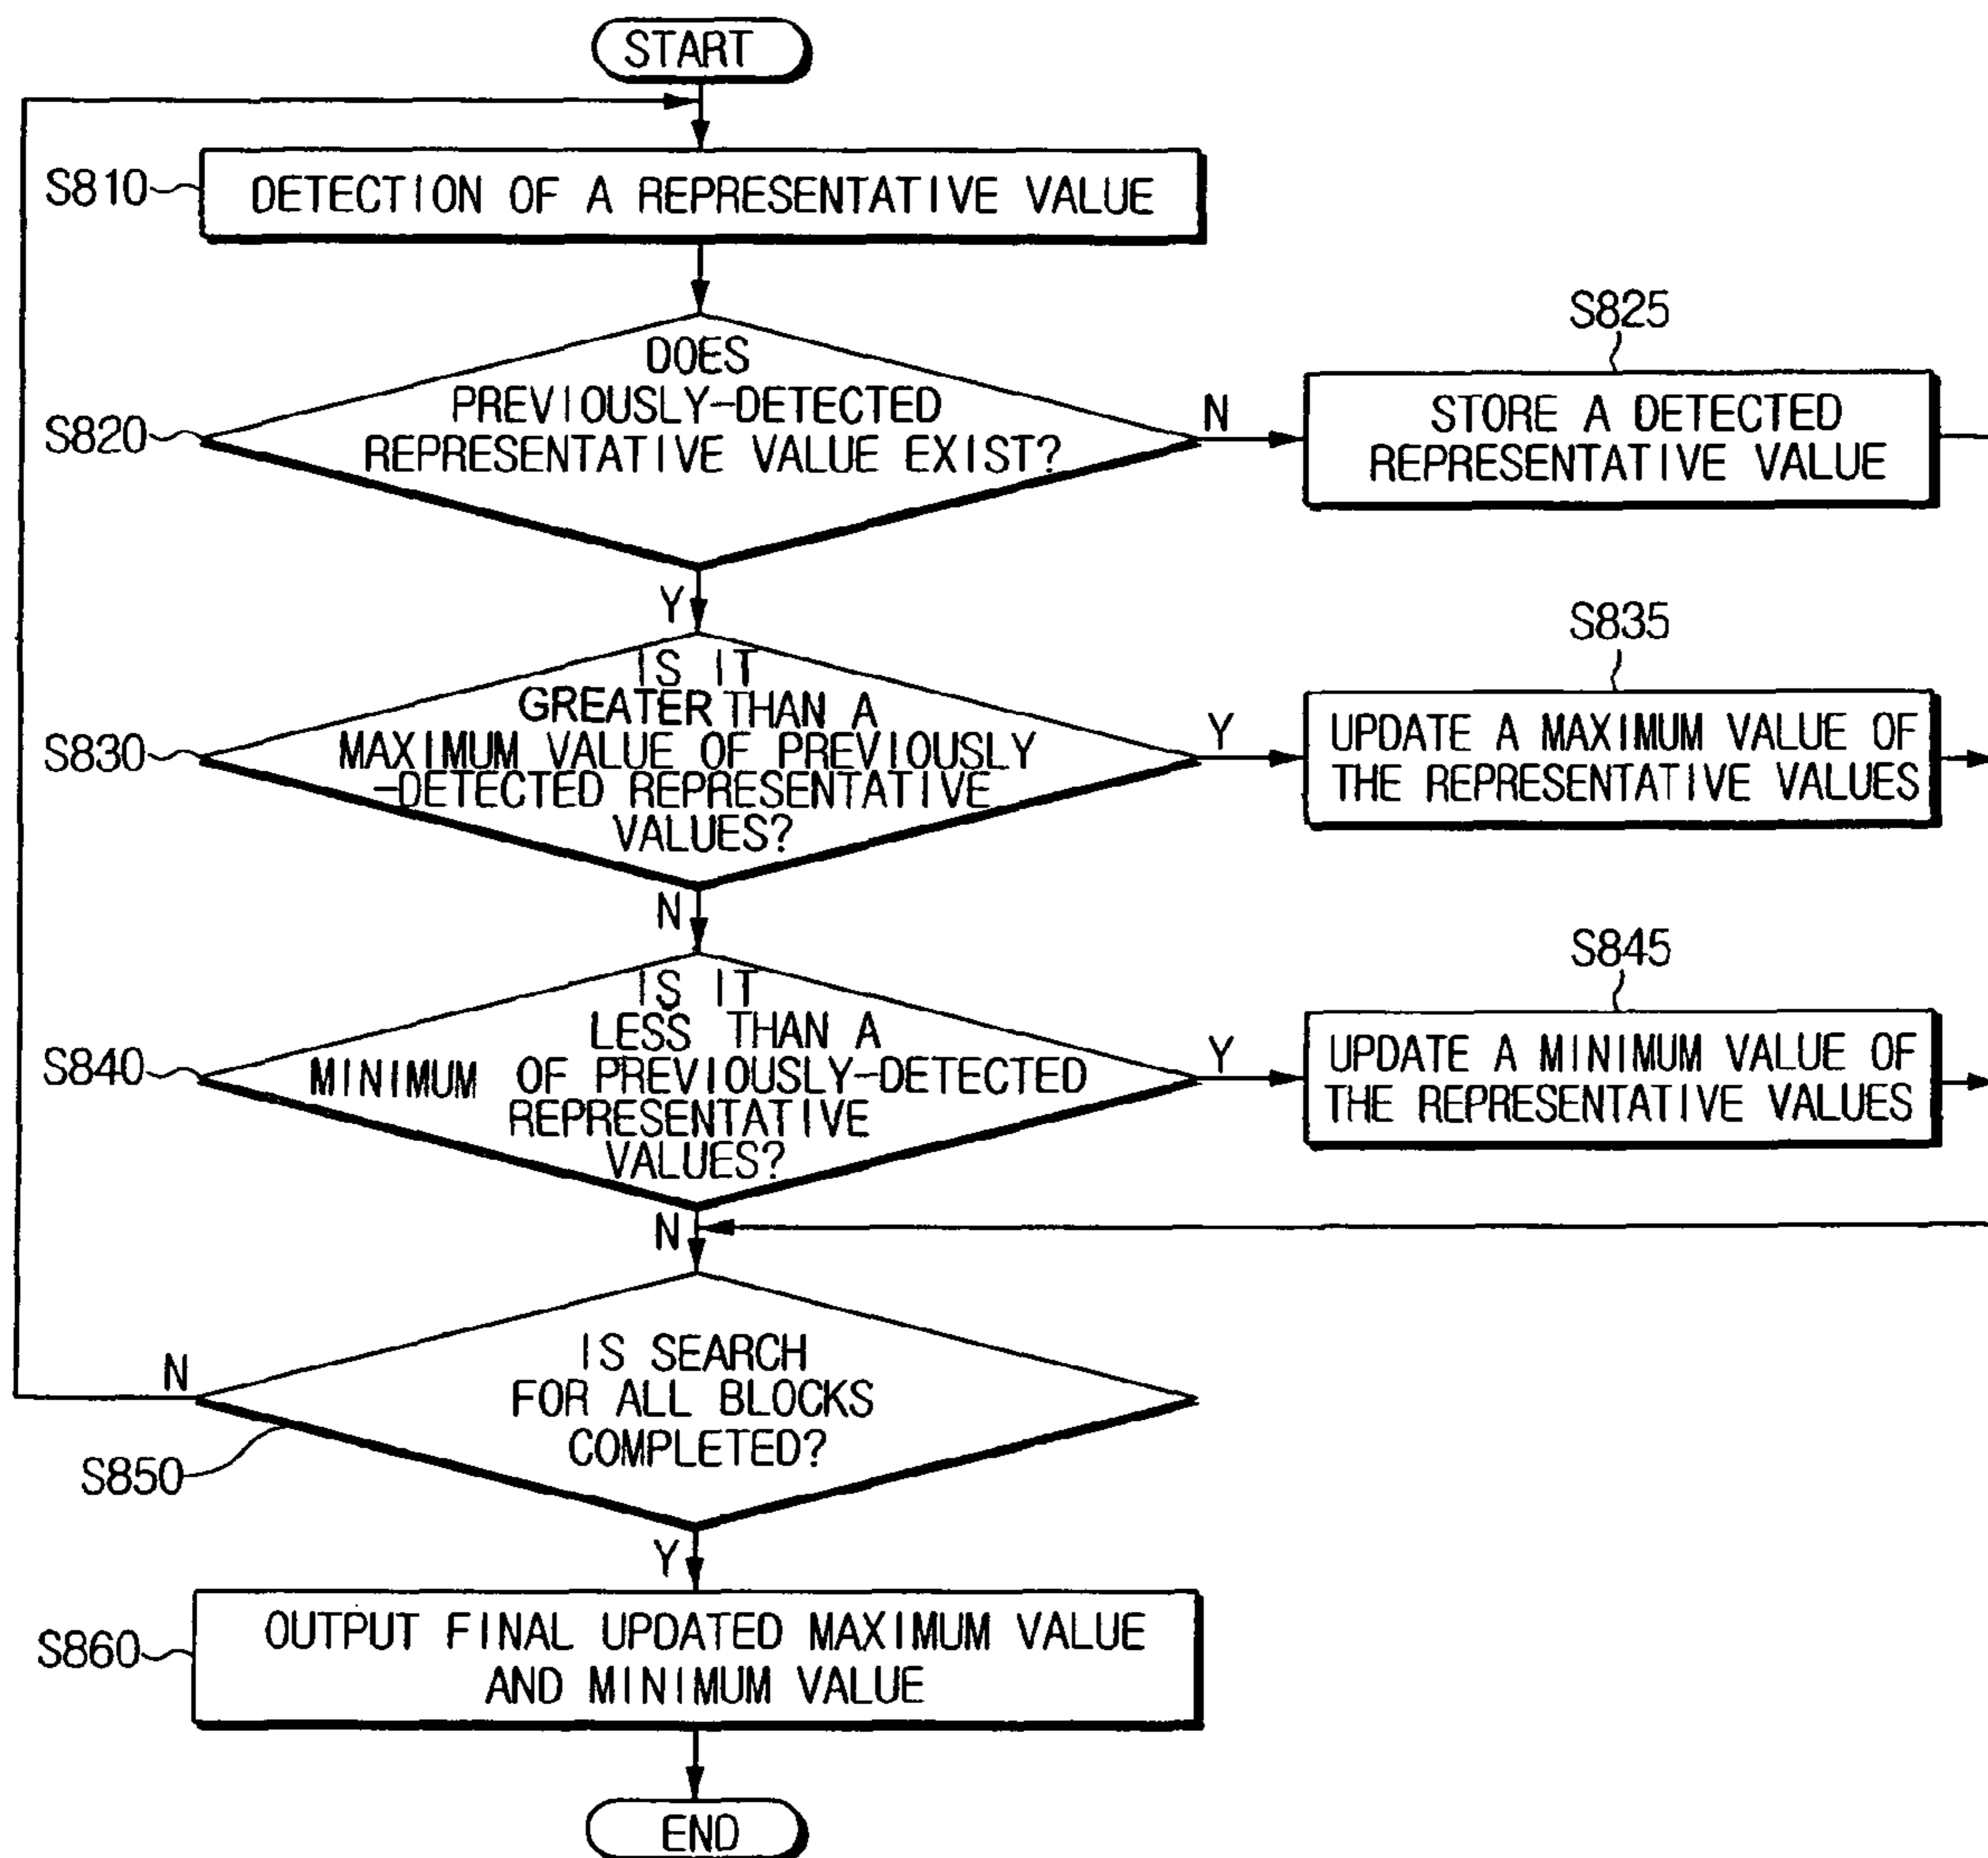 START
S810
DETECTION OF A REPRESENTATIVE VALUE
S820
DOES
PREVIOUSLY-DETECTED
REPRESENTATIVE VALUE EXIST?
N
S825
STORE A DETECTED
REPRESENTATIVE VALUE
Y
S830
IS IT
GREATER THAN A
MAXIMUM VALUE OF PREVIOUSLY
-DETECTED REPRESENTATIVE
VALUES?
Y
S835
UPDATE A MAXIMUM VALUE OF
THE REPRESENTATIVE VALUES
N
S840
IS IT
LESS THAN A
MINIMUM OF PREVIOUSLY-DETECTED
REPRESENTATIVE
VALUES?
Y
S845
UPDATE A MINIMUM VALUE OF
THE REPRESENTATIVE VALUES
N
N
IS SEARCH
FOR ALL BLOCKS
COMPLETED?
S850
Y
S860
OUTPUT FINAL UPDATED MAXIMUM VALUE
AND MINIMUM VALUE
END